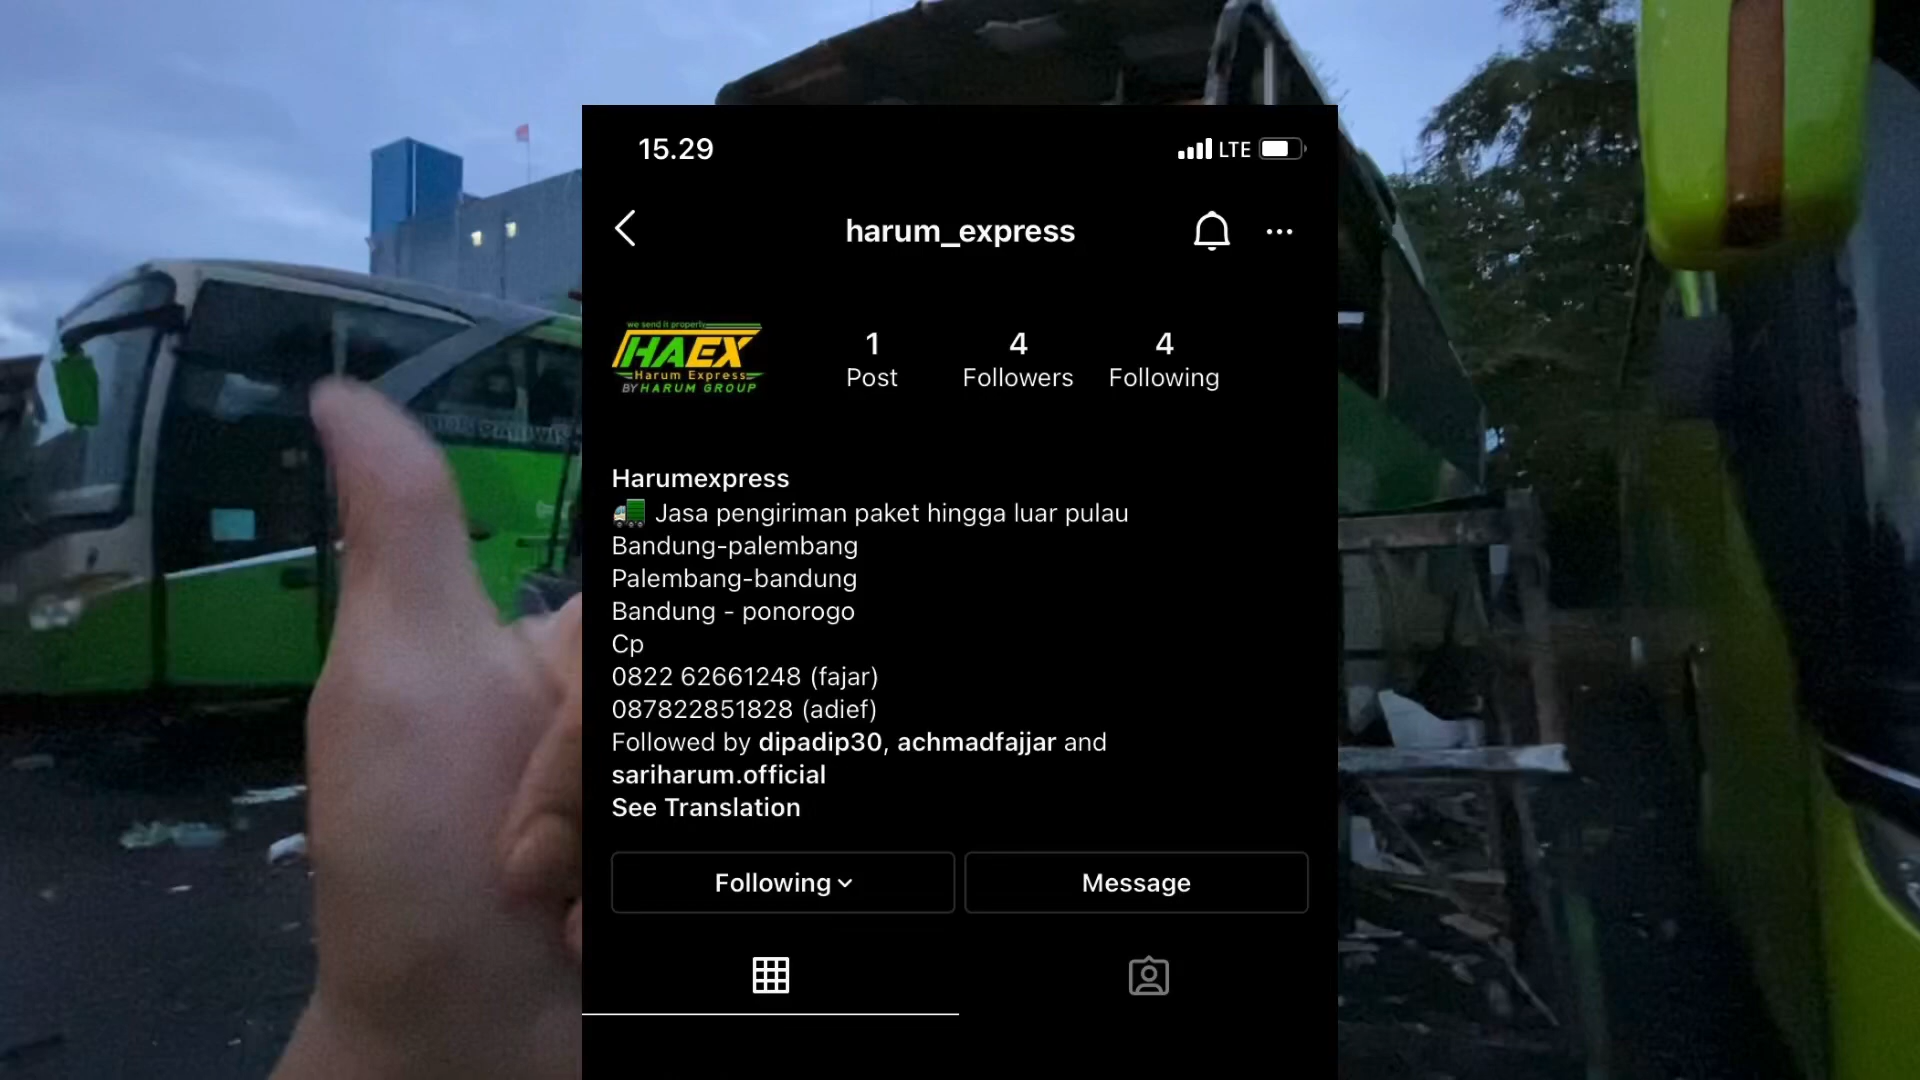 15.29
LTE
harum_express
we send it properly
HAEX
Harum Express
BY HARUM GROUP
1
Post
4
Followers
4
Following
Harumexpress
Jasa pengiriman paket hingga luar pulau
Bandung-palembang
Palembang-bandung
Bandung - ponorogo
Cp
0822 62661248 (fajar)
087822851828 (adief)
Followed by dipadip30, achmadfajjar and
sariharum.official
See Translation
Following
Message